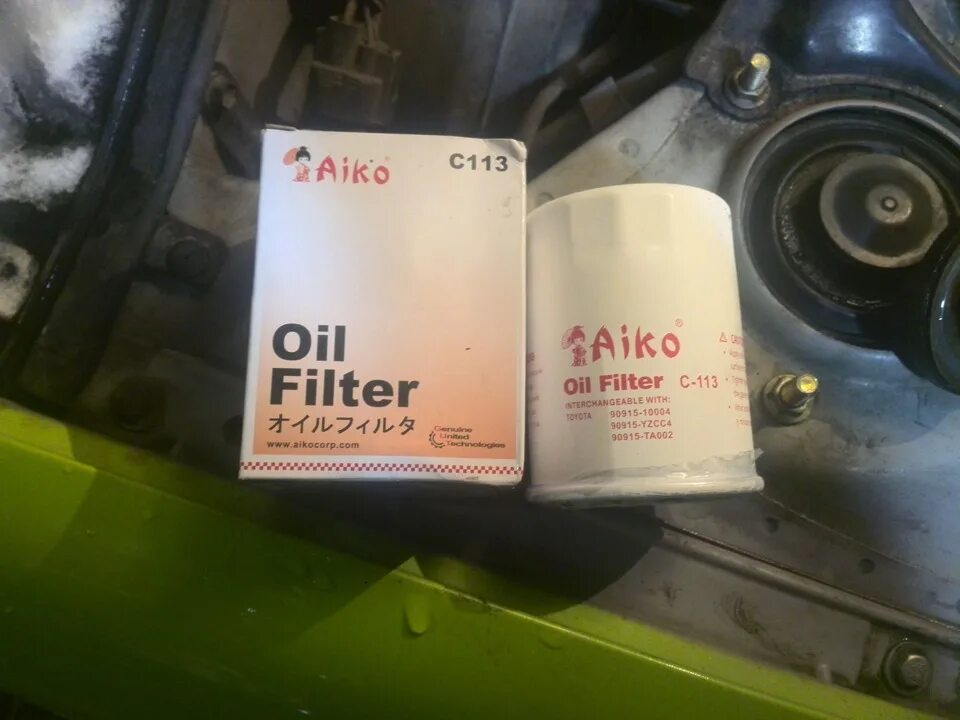 Aiko
C113
Oil
Filter
オイルフィルタ
www.aikocorp.com
Genuine
United
Technologies
Aiko®
Oil Filter C-113
INTERCHANGEABLE WITH:
TOYOTA 90915-10004
90915-YZCC4
90915-TA002